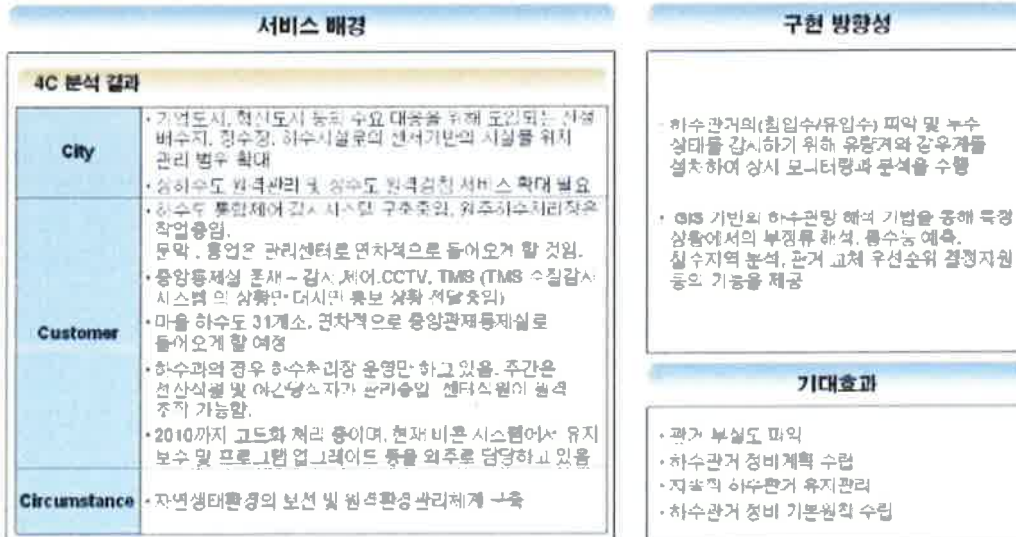 서비스 배경
4C 분석 결과
City
· 기업도시, 혁신도시 등의 수요 대응을 위해 도입되는 신설
배수지, 정수장, 하수시설로의 센서기반의 시설물 위치
관리 범위 확대
· 상하수도 원격관리 및 상수도 원격검침 서비스 확대 필요
Customer
· 하수도 통합제어 감시 시스템 구축중임, 원주하수처리장은
작업중임.
문막, 흥업은 관리센터로 연차적으로 들어오게 할 것임.
· 중앙통제실 존재 – 감시,제어,CCTV, TMS (TMS 수질감시
시스템 의 상황만 대시민 홍보 상황 전달중임)
· 마을 하수도 31개소, 연차적으로 중앙관제통제실로
들어오게 할 예정
· 하수과의 경우 하수처리장 운영만 하고 있음. 주간은
전산직원 및 야간당직자가 관리중임. 센터직원이 원격
조작 가능함.
· 2010까지 고도화 처리 중이며, 현재 비콘 시스템에서 유지
보수 및 프로그램 업그레이드 등을 외주로 담당하고 있음
Circumstance
· 자연생태환경의 보전 및 원격환경관리체계 구축
구현 방향성
· 하수관거의(침입수/유입수) 파악 및 누수
상태를 감시하기 위해 유량계와 강우계를
설치하여 상시 모니터링과 분석을 수행
· GIS 기반의 하수관망 해석 기법을 통해 특정
상황에서의 부정류 해석, 통수능 예측,
침수지역 분석, 관거 교체 우선순위 결정지원
등의 기능을 제공
기대효과
· 관거 부실도 파악
· 하수관거 정비계획 수립
· 지속적 하수관거 유지관리
· 하수관거 정비 기본원칙 수립